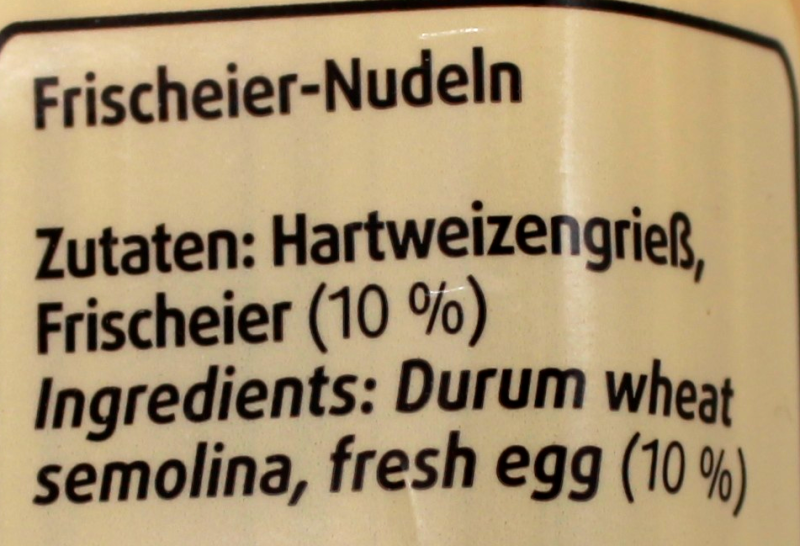 Frischeier-Nudeln
Zutaten: Hartweizengrieß,
Frischeier (10 %)
Ingredients: Durum wheat
semolina, fresh egg (10 %)